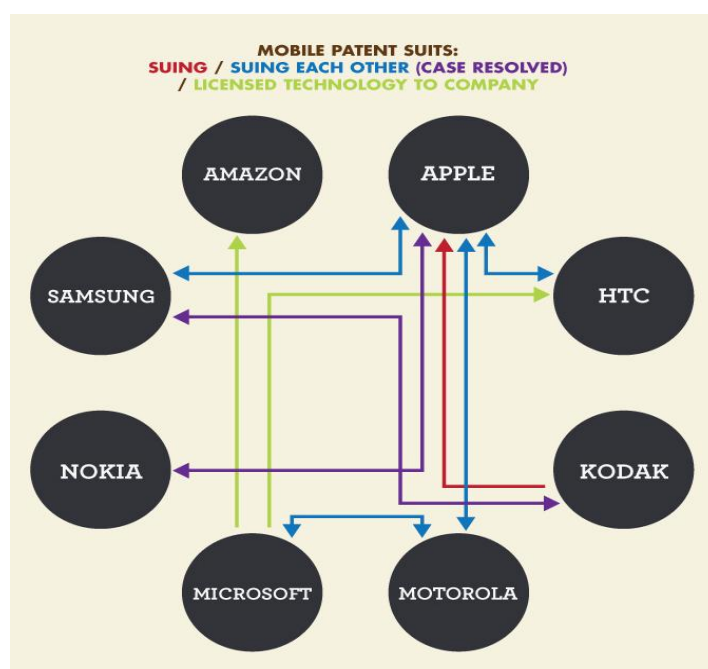 MOBILE PATENT SUITS:
SUING / SUING EACH OTHER (CASE RESOLVED)
/ LICENSED TECHNOLOGY TO COMPANY
AMAZON
APPLE
SAMSUNG
HTC
NOKIA
KODAK
MICROSOFT
MOTOROLA